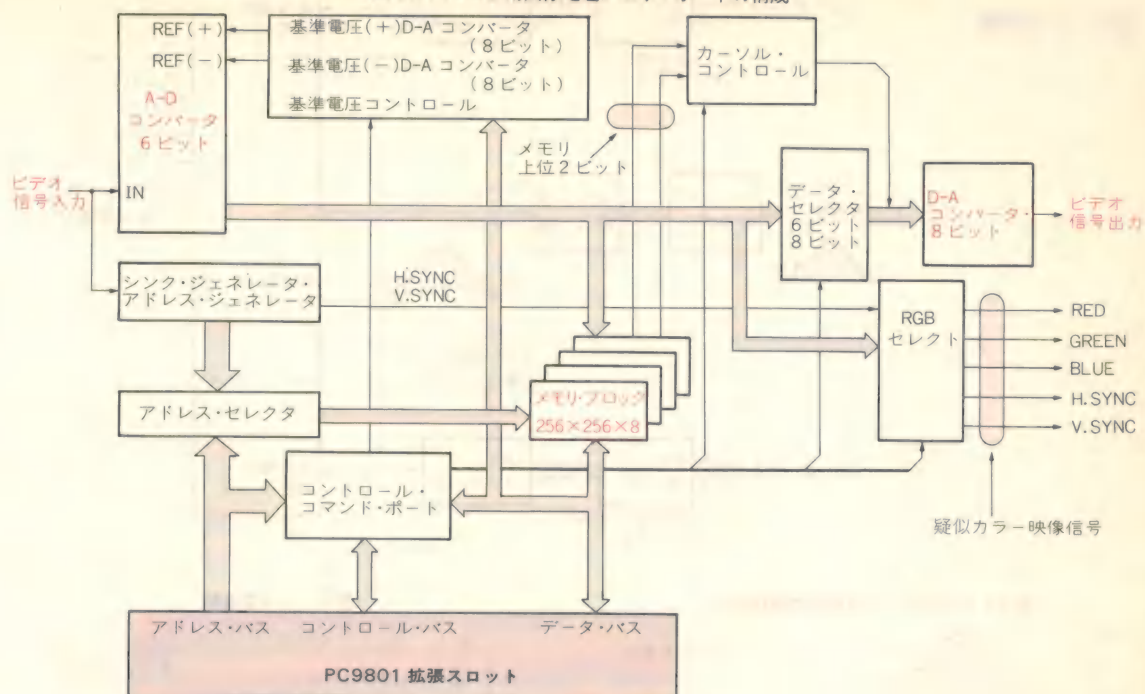 REF(+)
REF(−)
A-D
コンバータ
6ビット
IN
ビデオ
信号入力
基準電圧(+)D-Aコンバータ
(8ビット)
基準電圧(−)D-Aコンバータ
(8ビット)
基準電圧コントロール
カーソル・
コントロール
メモリ
上位2ビット
データ・
セレクタ
6ビット
8ビット
D-A
コンバータ・
8ビット
ビデオ
信号出力
シンク・ジェネレータ・
アドレス・ジェネレータ
H.SYNC
V.SYNC
RGB
セレクト
RED
GREEN
BLUE
H.SYNC
V.SYNC
アドレス・セレクタ
メモリ・ブロック
256×256×8
コントロール・
コマンド・ポート
疑似カラー映像信号
アドレス・バス
コントロール・バス
データ・バス
PC9801 拡張スロット